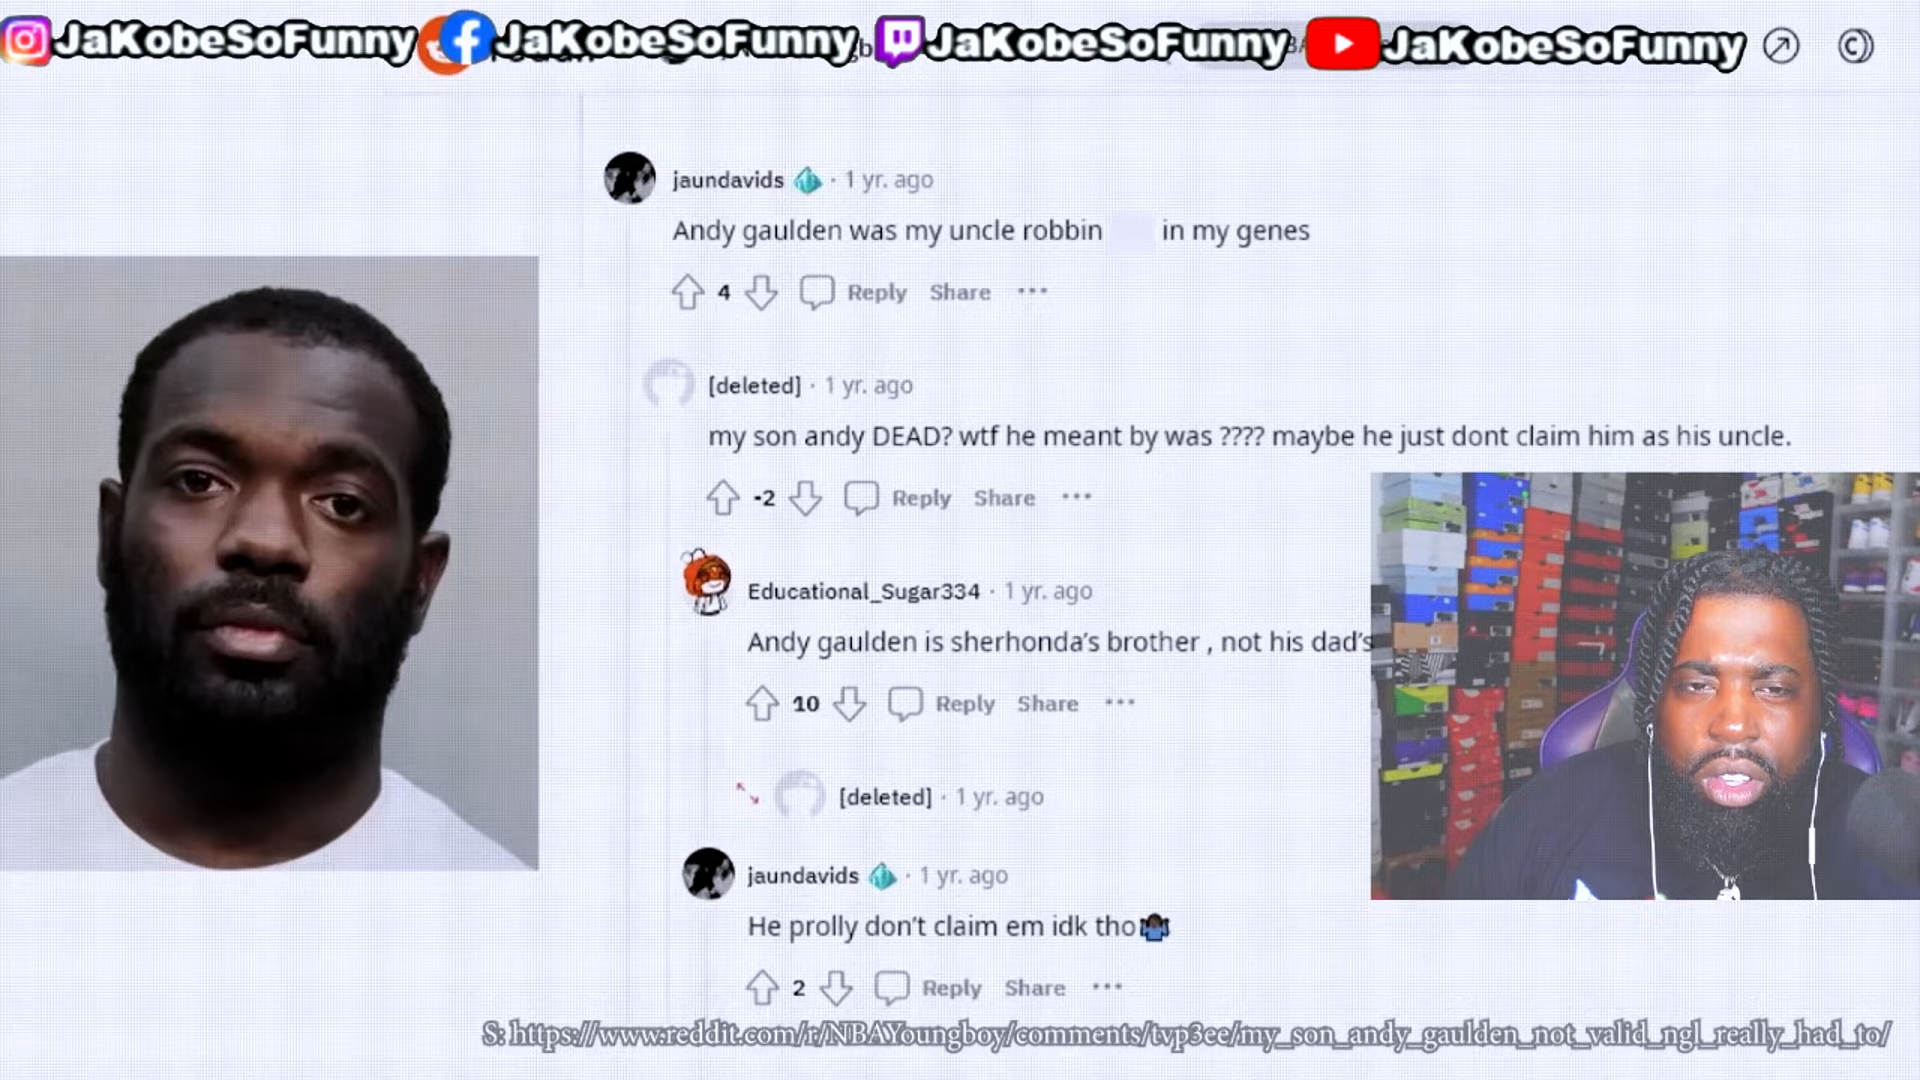 JaKobeSoFunny JaKobeSoFunny JaKobeSoFunny JaKobeSoFunny
jaundavids · 1 yr. ago
Andy gaulden was my uncle robbin in my genes
4 Reply Share ···
[deleted] · 1 yr. ago
my son andy DEAD? wtf he meant by was ???? maybe he just dont claim him as his uncle.
-2 Reply Share ···
Educational_Sugar334 · 1 yr. ago
Andy gaulden is sherhonda’s brother , not his dad’s
10 Reply Share ···
[deleted] · 1 yr. ago
jaundavids · 1 yr. ago
He prolly don’t claim em idk tho
2 Reply Share ···
S: https://www.reddit.com/r/NBAYoungboy/comments/tvp3ee/my_son_andy_gaulden_not_valid_ngl_really_had_to/